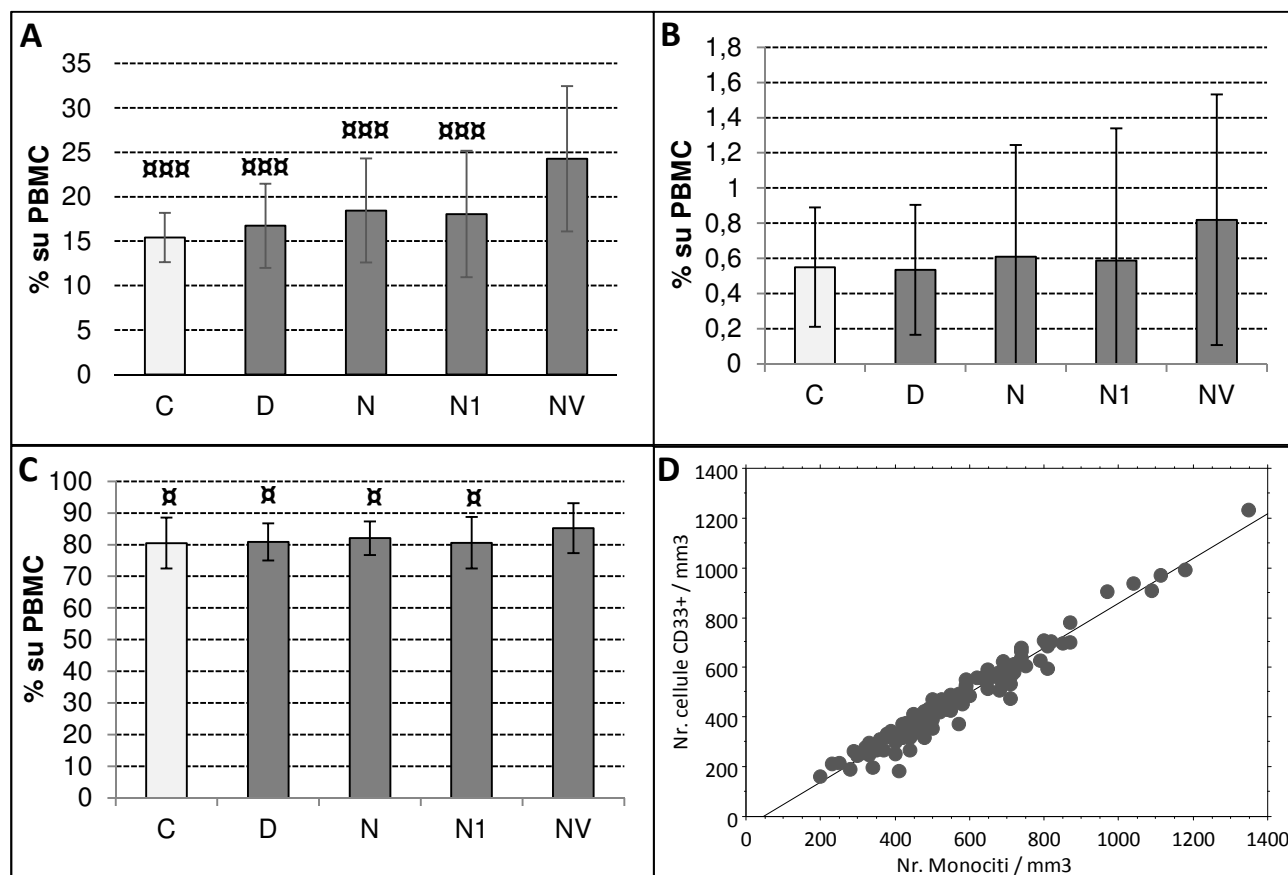 A
% su PBMC
35
30
25
20
15
10
5
0
¤¤¤ ¤¤¤ ¤¤¤ ¤¤¤
C D N N1 NV
B
% su PBMC
1,8
1,6
1,4
1,2
1
0,8
0,6
0,4
0,2
0
C D N N1 NV
C
% su PBMC
100
90
80
70
60
50
40
30
20
10
0
¤ ¤ ¤ ¤
C D N N1 NV
D
Nr. cellule CD33+ / mm3
1400
1200
1000
800
600
400
200
0
200 400 600 800 1000 1200 1400
Nr. Monociti / mm3